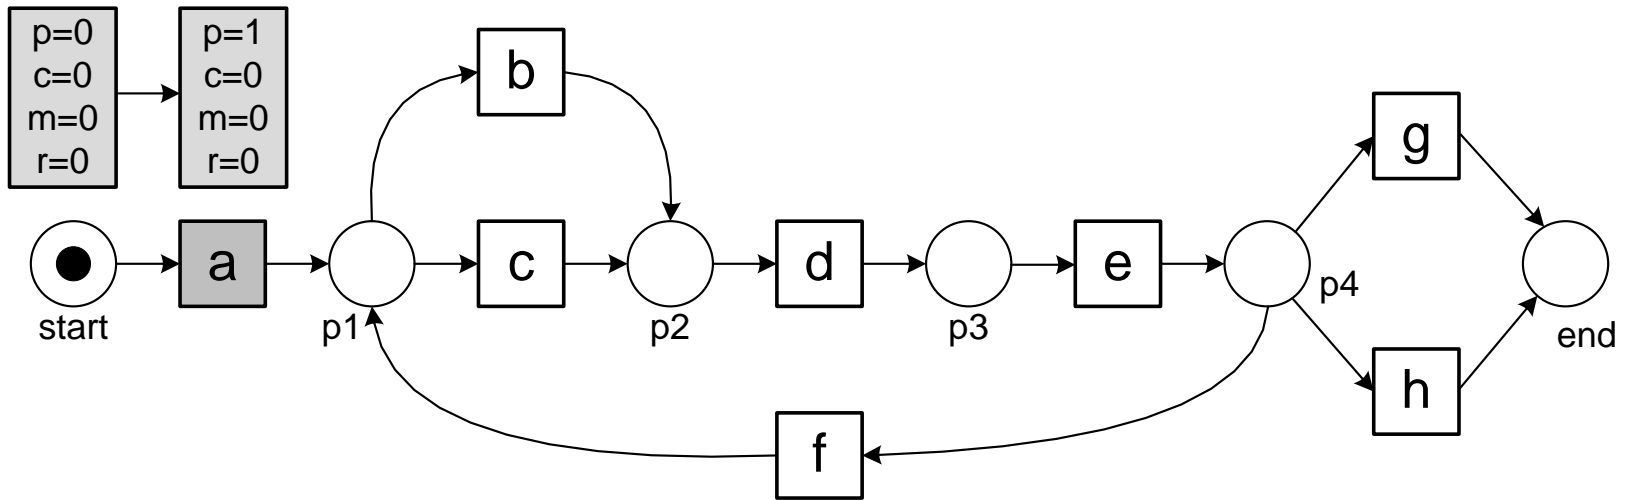 p=0
c=0
m=0
r=0
p=1
c=0
m=0
r=0
b
g
a
c
d
e
p4
start
p1
p2
p3
end
h
f